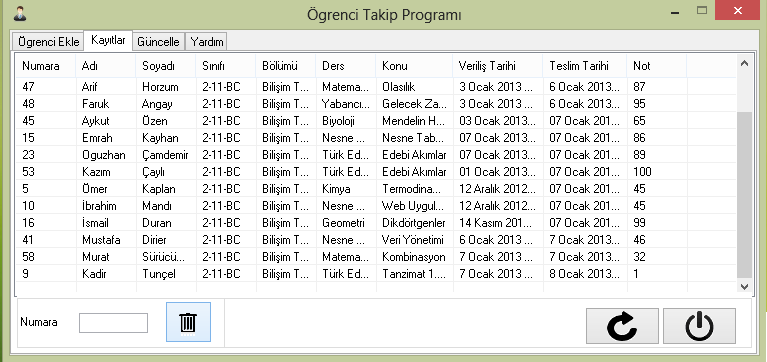 Ögrenci Takip Programı
Ögrenci Ekle Kayıtlar Güncelle Yardım
Numara Adı Soyadı Sınıfı Bölümü Ders Konu Veriliş Tarihi Teslim Tarihi Not
47 Arif Horzum 2-11-BC Bilişim T... Matema... Olasılık 3 Ocak 2013 ... 6 Ocak 2013... 87
48 Faruk Angay 2-11-BC Bilişim T... Yabancı... Gelecek Za... 3 Ocak 2013 ... 6 Ocak 2013... 95
45 Aykut Özen 2-11-BC Bilişim T... Biyoloji Mendelin H... 03 Ocak 2013... 07 Ocak 201... 65
15 Emrah Kayhan 2-11-BC Bilişim T... Nesne ... Nesne Tab... 07 Ocak 2013... 07 Ocak 201... 86
23 Oguzhan Çamdemir 2-11-BC Bilişim T... Türk Ed... Edebi Akımlar 07 Ocak 2013... 07 Ocak 201... 89
53 Kazım Çaylı 2-11-BC Bilişim T... Türk Ed... Edebi Akımlar 01 Ocak 2013... 07 Ocak 201... 100
5 Ömer Kaplan 2-11-BC Bilişim T... Kimya Termodina... 12 Aralık 2012... 07 Ocak 201... 45
10 İbrahim Mandı 2-11-BC Bilişim T... Nesne ... Web Uygul... 12 Aralık 2012... 07 Ocak 201... 45
16 İsmail Duran 2-11-BC Bilişim T... Geometri Dikdörtgenler 14 Kasım 201... 07 Ocak 201... 99
41 Mustafa Dirier 2-11-BC Bilişim T... Nesne ... Veri Yönetimi 6 Ocak 2013 ... 7 Ocak 2013... 46
58 Murat Sürücü... 2-11-BC Bilişim T... Matema... Kombinasyon 7 Ocak 2013 ... 7 Ocak 2013... 32
9 Kadir Tunçel 2-11-BC Bilişim T... Türk Ed... Tanzimat 1.... 7 Ocak 2013 ... 8 Ocak 2013... 1
Numara